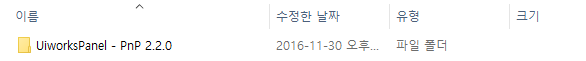 이름 수정한 날짜 유형 크기
UiworksPanel - PnP 2.2.0 2016-11-30 오후... 파일 폴더